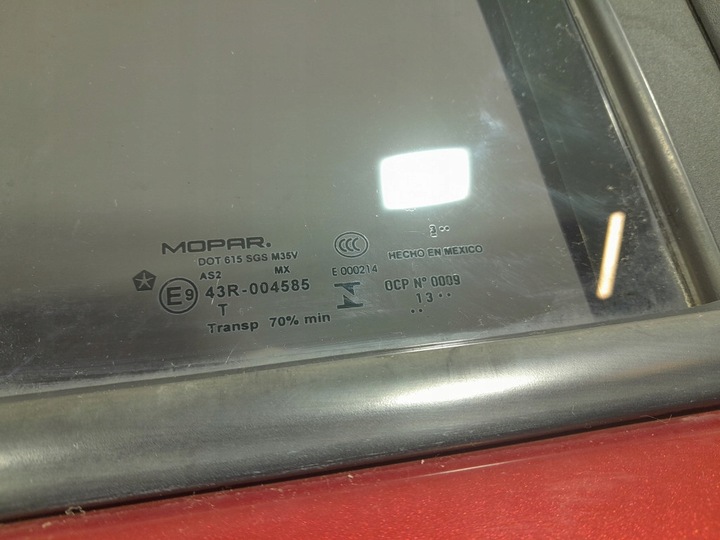 MOPAR.
DOT 615 SGS M35V
AS2 MX
E9 43R-004585
T
Transp 70% min
CCC
E 000214
HECHO EN MEXICO
OCP Nº 0009
13